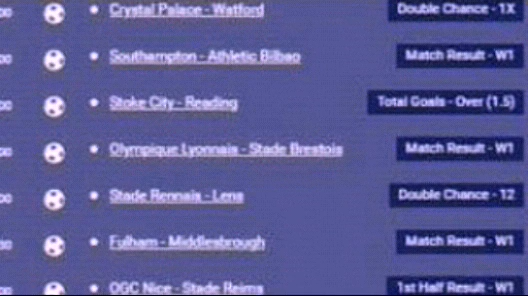 Crystal Palace - Watford Double Chance - 1X
Southampton - Athletic Bilbao Match Result - W1
Stoke City - Reading Total Goals - Over (1.5)
Olympique Lyonnais - Stade Brestois Match Result - W1
Stade Rennais - Lens Double Chance - 12
Fulham - Middlesbrough Match Result - W1
OGC Nice - Stade Reims 1st Half Result - W1